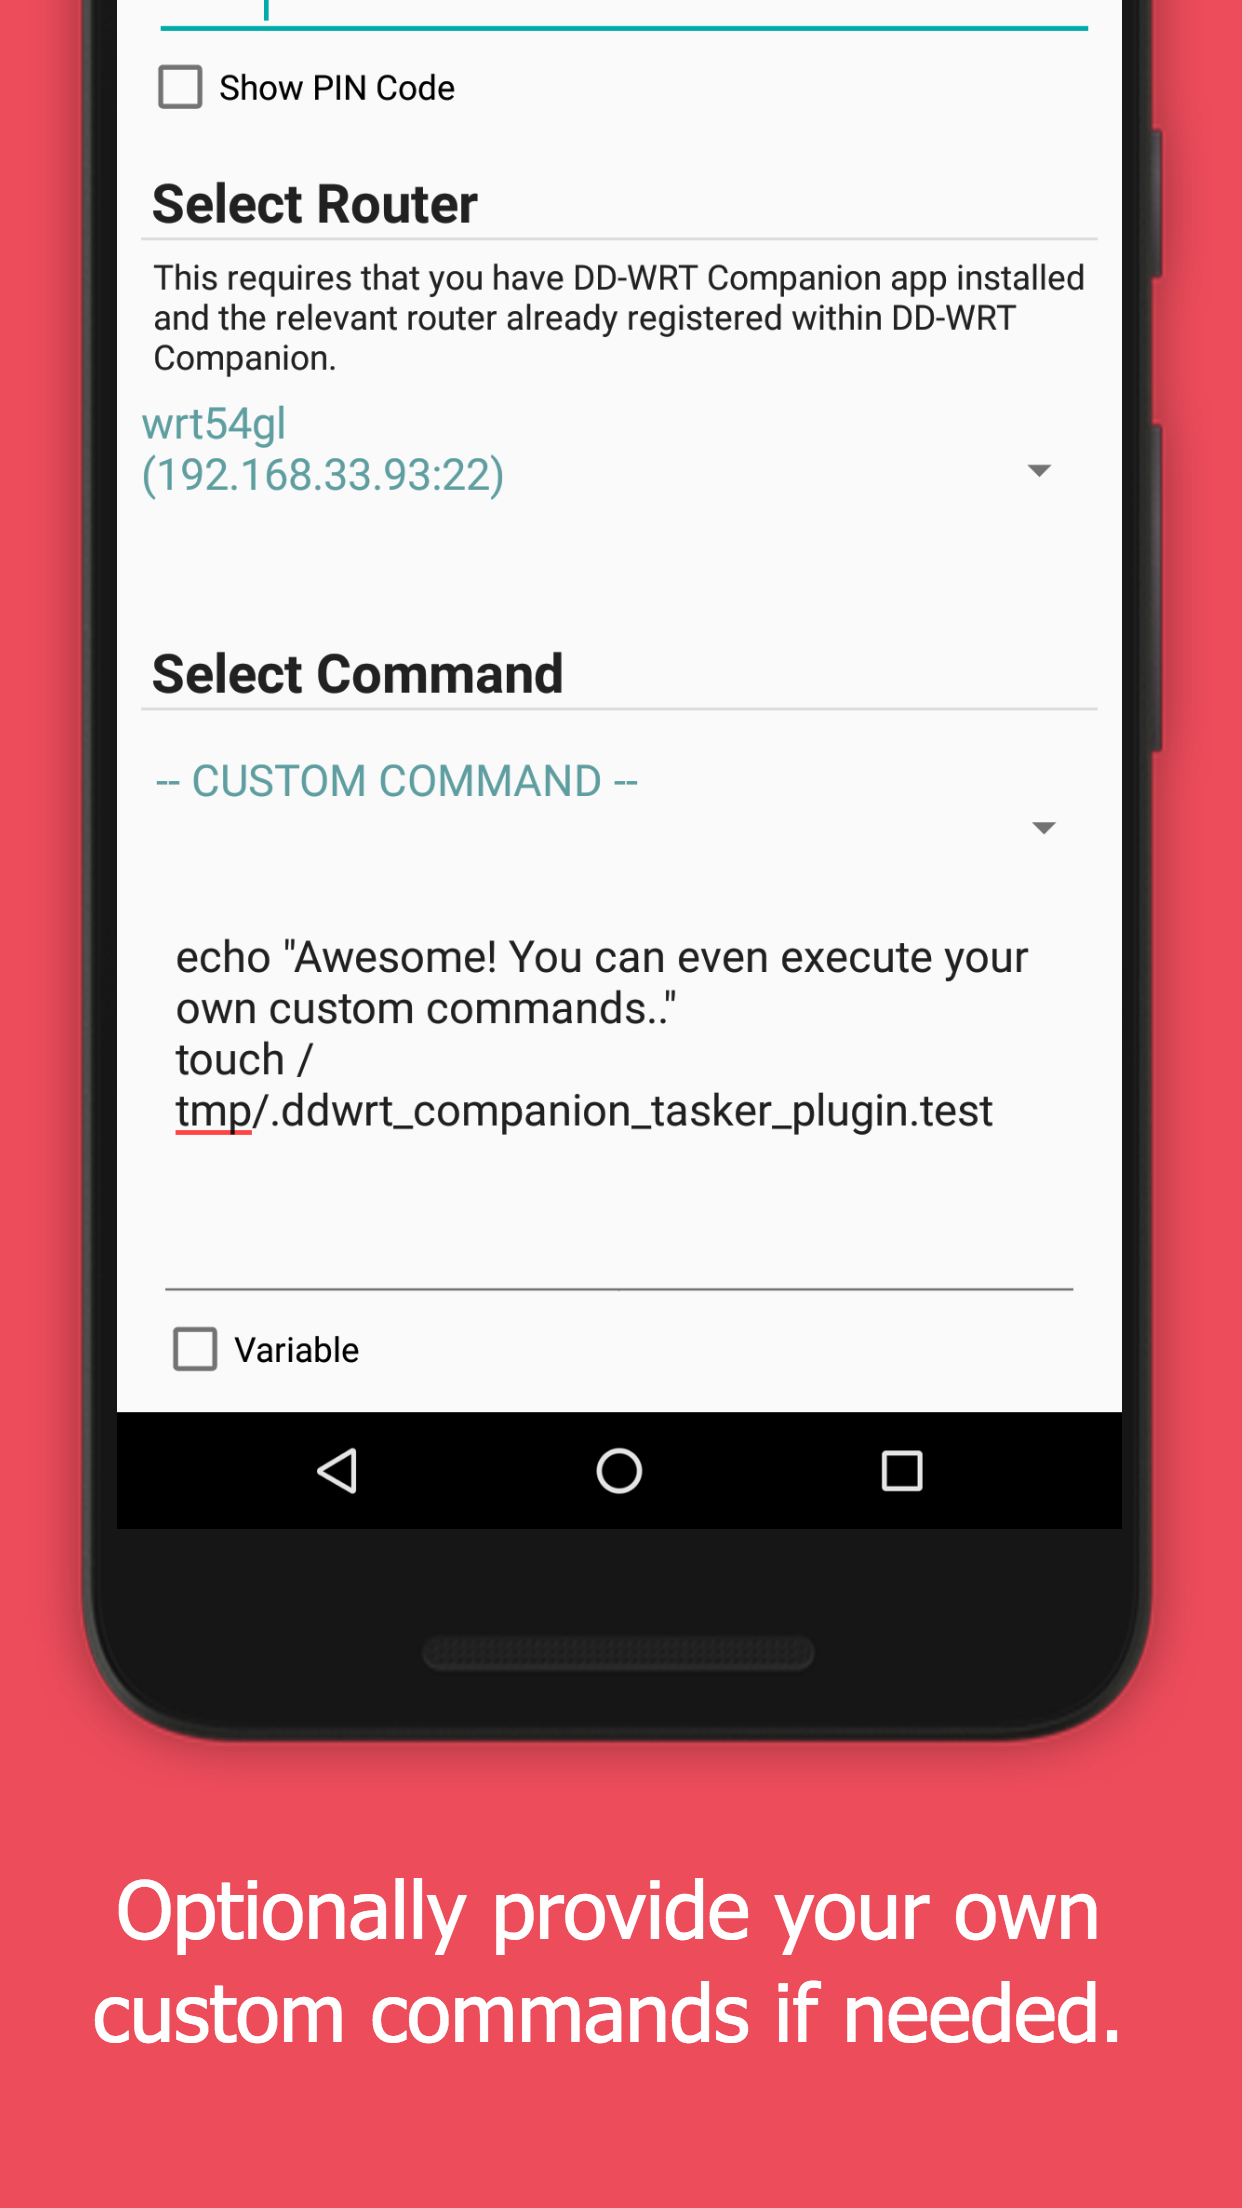 Show PIN Code
Select Router
This requires that you have DD-WRT Companion app installed
and the relevant router already registered within DD-WRT
Companion.
wrt54gl
(192.168.33.93:22)
Select Command
-- CUSTOM COMMAND --
echo "Awesome! You can even execute your
own custom commands.."
touch /
tmp/.ddwrt_companion_tasker_plugin.test
Variable
Optionally provide your own
custom commands if needed.